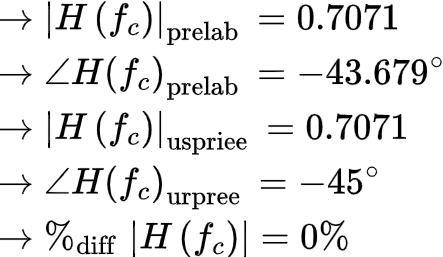 → |H (f_c)|_prelab = 0.7071
→ ∠H(f_c)_prelab = −43.679°
→ |H (f_c)|_uspriee = 0.7071
→ ∠H(f_c)_urpree = −45°
→ %_diff |H (f_c)| = 0%